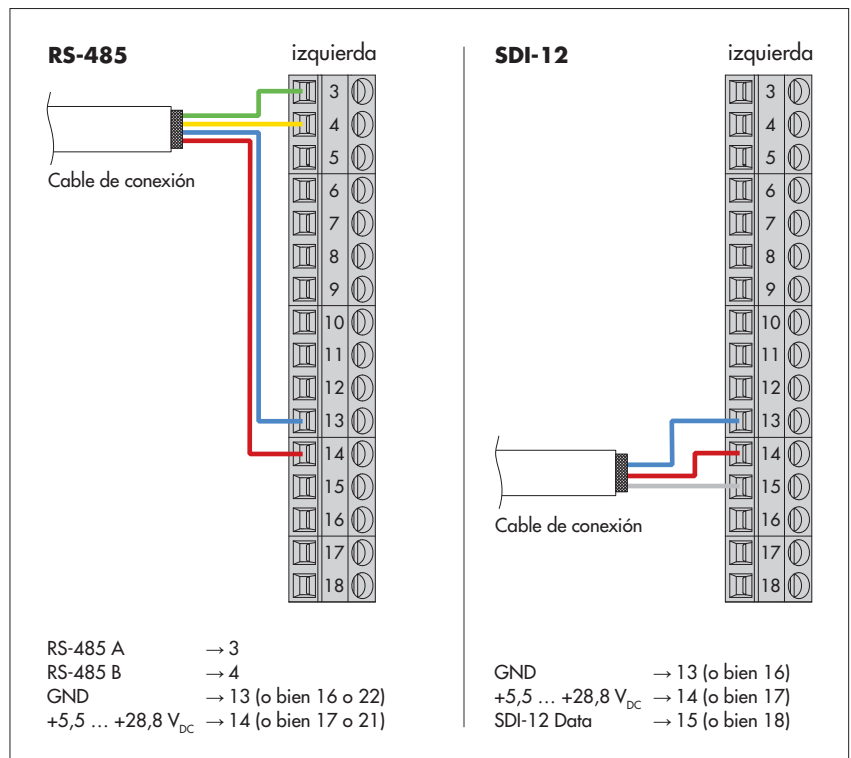 RS-485
izquierda
3
4
5
6
7
8
9
10
11
12
13
14
15
16
17
18
Cable de conexión
RS-485 A → 3
RS-485 B → 4
GND → 13 (o bien 16 o 22)
+5,5 … +28,8 VDC → 14 (o bien 17 o 21)
SDI-12
izquierda
3
4
5
6
7
8
9
10
11
12
13
14
15
16
17
18
Cable de conexión
GND → 13 (o bien 16)
+5,5 … +28,8 VDC → 14 (o bien 17)
SDI-12 Data → 15 (o bien 18)